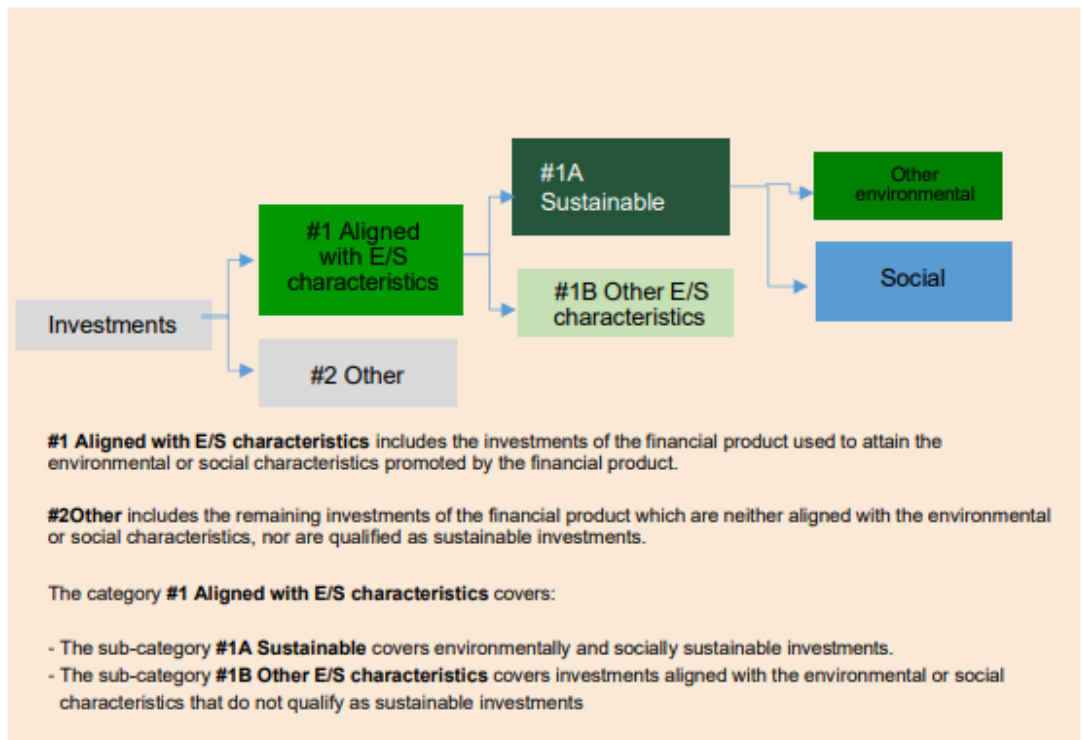 #1A
Sustainable
Other
environmental
#1 Aligned
with E/S
characteristics
Social
#1B Other E/S
characteristics
Investments
#2 Other
#1 Aligned with E/S characteristics includes the investments of the financial product used to attain the
environmental or social characteristics promoted by the financial product.
#2Other includes the remaining investments of the financial product which are neither aligned with the environmental
or social characteristics, nor are qualified as sustainable investments.
The category #1 Aligned with E/S characteristics covers:
- The sub-category #1A Sustainable covers environmentally and socially sustainable investments.
- The sub-category #1B Other E/S characteristics covers investments aligned with the environmental or social
characteristics that do not qualify as sustainable investments